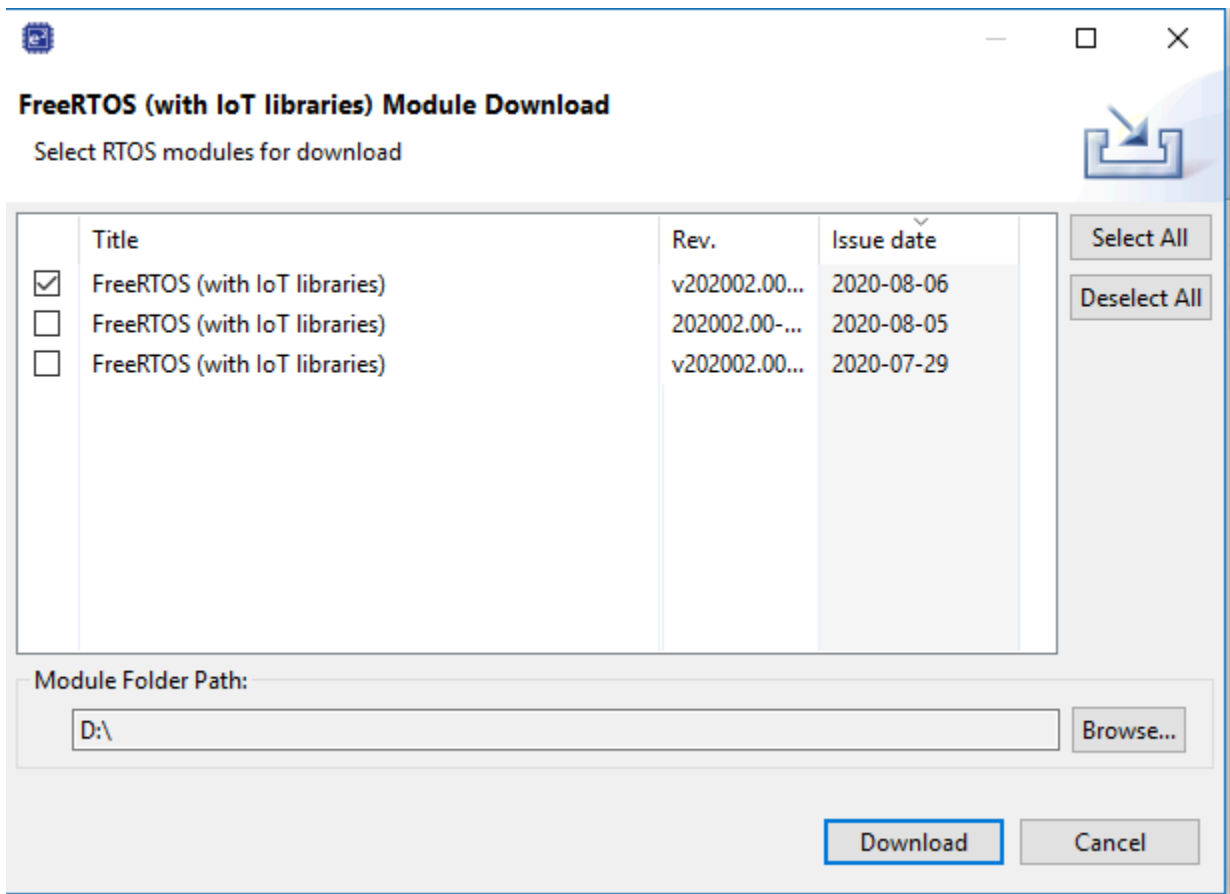 FreeRTOS (with IoT libraries) Module Download
Select RTOS modules for download
Title Rev. Issue date
FreeRTOS (with IoT libraries) v202002.00... 2020-08-06
FreeRTOS (with IoT libraries) 202002.00-... 2020-08-05
FreeRTOS (with IoT libraries) v202002.00... 2020-07-29
Select All
Deselect All
Module Folder Path:
D:\
Browse...
Download Cancel